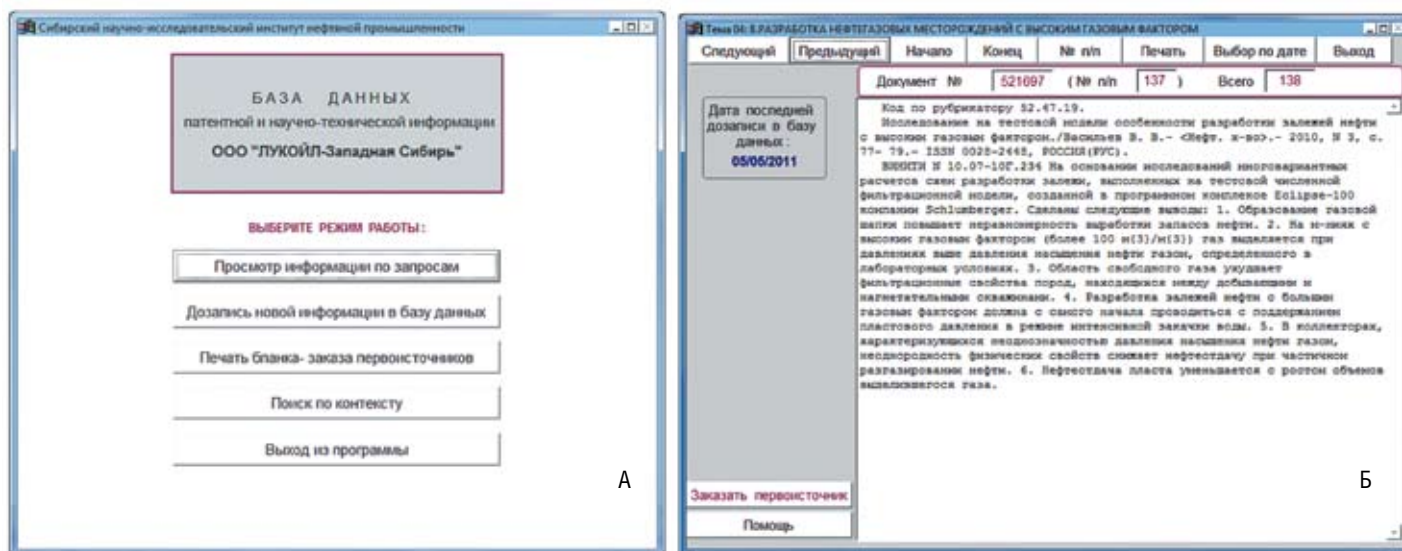 Сибирский научно-исследовательский институт нефтяной промышленности
БАЗА ДАННЫХ
патентной и научно-технической информации
ООО "ЛУКОЙЛ-Западная Сибирь"
ВЫБЕРИТЕ РЕЖИМ РАБОТЫ:
Просмотр информации по запросам
Дозапись новой информации в базу данных
Печать бланка- заказа первоисточников
Поиск по контексту
Выход из программы
А
Тема 04: 8.РАЗРАБОТКА НЕФТЕГАЗОВЫХ МЕСТОРОЖДЕНИЙ С ВЫСОКИМ ГАЗОВЫМ ФАКТОРОМ
Следующий Предыдущий Начало Конец № п/п Печать Выбор по дате Выход
Документ № 521697 ( № п/п 137 ) Всего 138
Дата последней
дозаписи в базу
данных :
05/05/2011
Код по рубрикатору 52.47.19.
Исследование на тестовой модели особенности разработки залежей нефти
с высоким газовым фактором./Васильев В. В.- <Нефт. х-во>.- 2010, N 3, с.
77- 79.- ISSN 0028-2448, РОССИЯ(РУС).
ВИНИТИ N 10.07-10Г.234 На основании исследований многовариантных
расчетов схем разработки залежи, выполненных на тестовой численной
фильтрационной модели, созданной в программном комплексе Eclipse-100
компании Schlumberger. Сделаны следующие выводы: 1. Образование газовой
шапки повышает неравномерность выработки запасов нефти. 2. На м-ниях с
высоким газовым фактором (более 100 м[3]/м[3]) газ выделяется при
давлениях выше давления насыщения нефти газом, определенного в
лабораторных условиях. 3. Область свободного газа ухудшает
фильтрационные свойства пород, находящихся между добывающими и
нагнетательными скважинами. 4. Разработка залежей нефти с большим
газовым фактором должна с самого начала проводиться с поддержанием
пластового давления в режиме интенсивной закачки воды. 5. В коллекторах,
характеризующихся неоднозначностью давления насыщения нефти газом,
неоднородность физических свойств снижает нефтеотдачу при частичном
разгазировании нефти. 6. Нефтеотдача пласта уменьшается с ростом объемов
выделившегося газа.
Заказать первоисточник
Помощь
Б